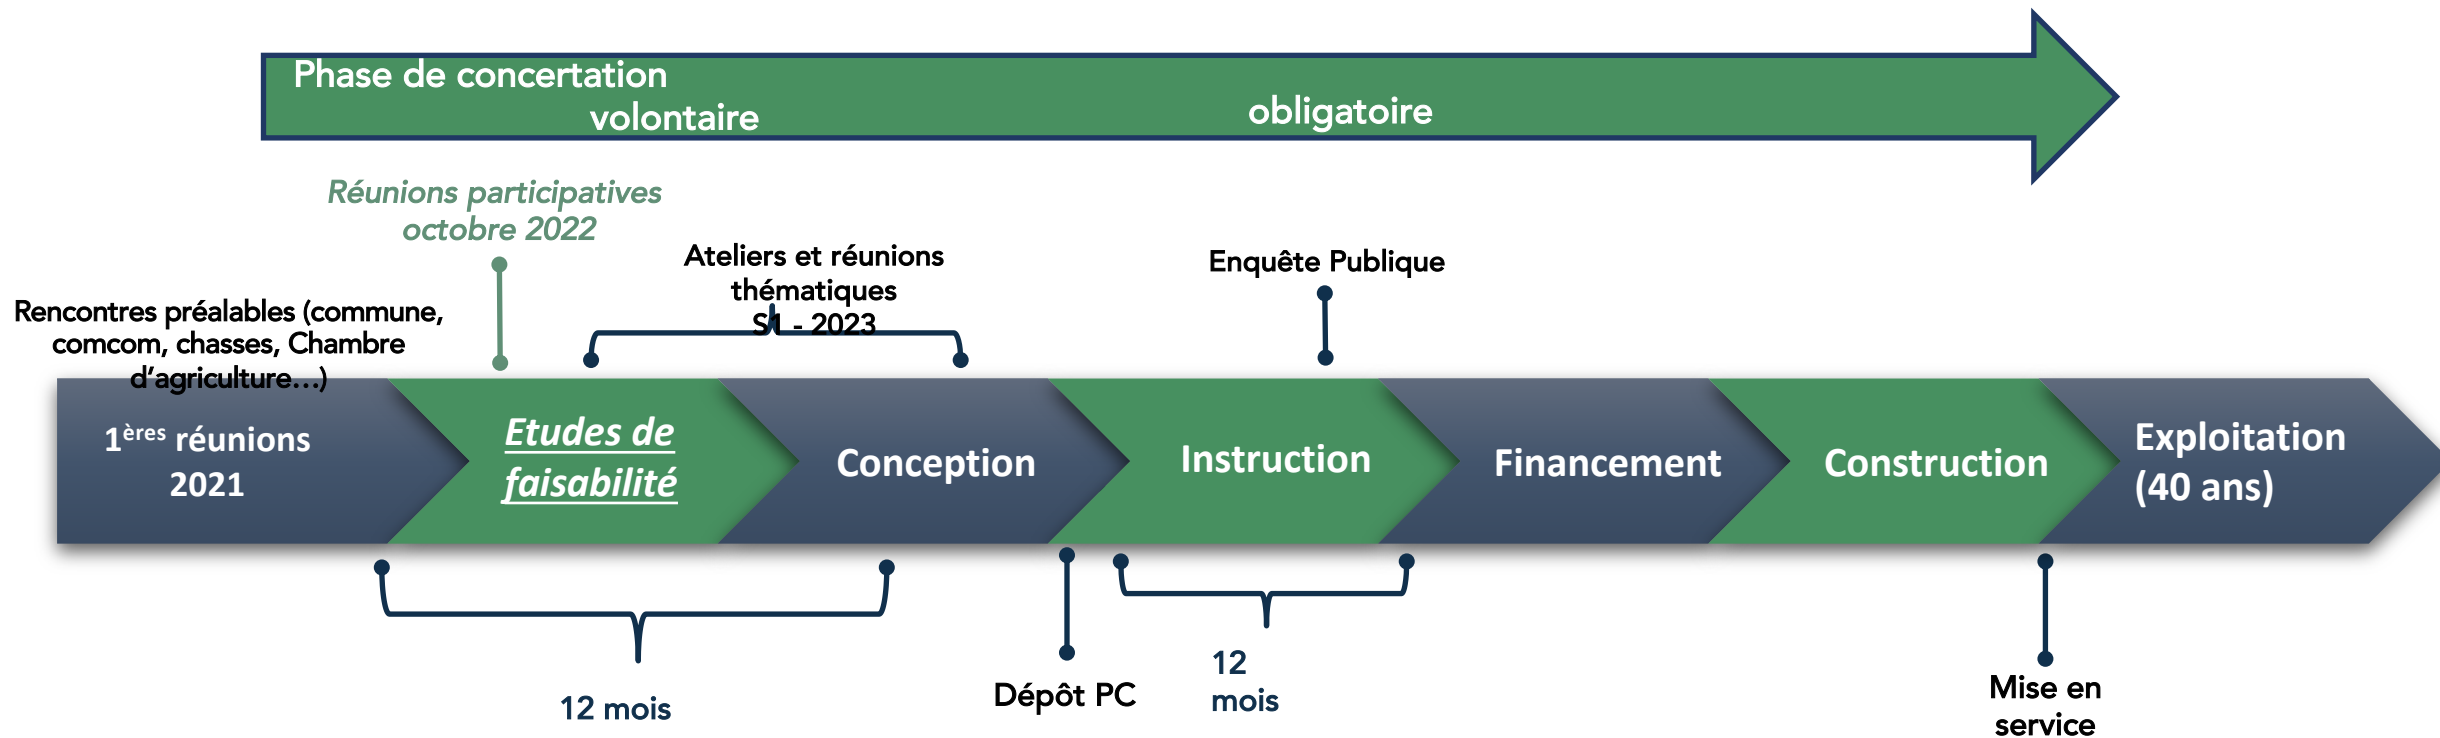 Phase de concertation
volontaire
obligatoire
Réunions participatives
octobre 2022
Ateliers et réunions
thématiques
S1 - 2023
Enquête Publique
Rencontres préalables (commune,
comcom, chasses, Chambre
d’agriculture…)
1ères réunions
2021
Etudes de
faisabilité
Conception
Instruction
Financement
Construction
Exploitation
(40 ans)
12 mois
Dépôt PC
12
mois
Mise en
service